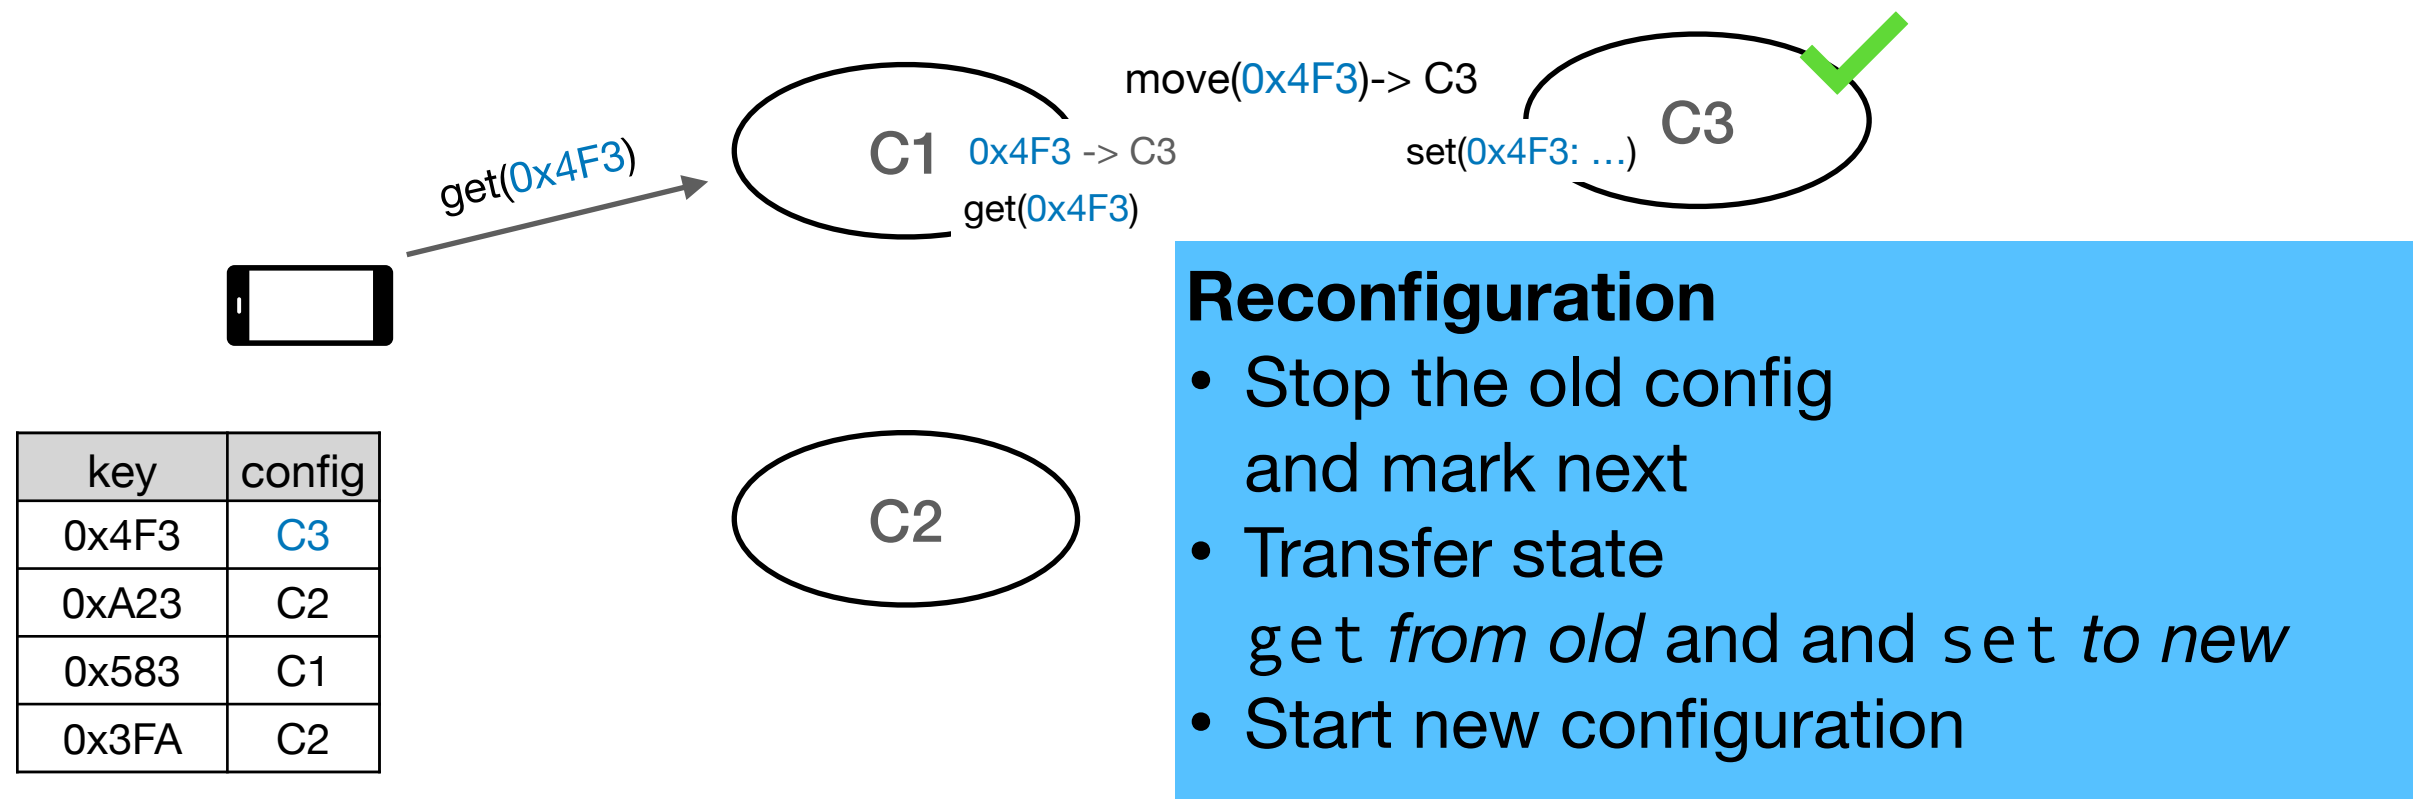 move(0x4F3)-> C3
C1
0x4F3 -> C3
get(0x4F3)
set(0x4F3: …)
C3
get(0x4F3)
C2
key config
0x4F3 C3
0xA23 C2
0x583 C1
0x3FA C2
Reconfiguration
• Stop the old config
and mark next
• Transfer state
get from old and and set to new
• Start new configuration